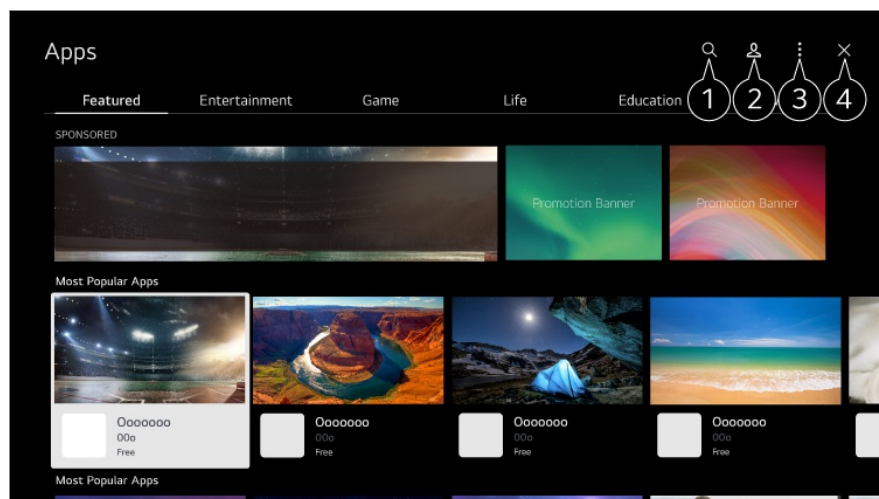 Apps
1 2 3 4
Featured Entertainment Game Life Education
SPONSORED
Promotion Banner Promotion Banner
Most Popular Apps
Ooooooo Ooooooo Ooooooo Ooooooo
00o 00o 00o 00o
Free Free Free Free
Most Popular Apps